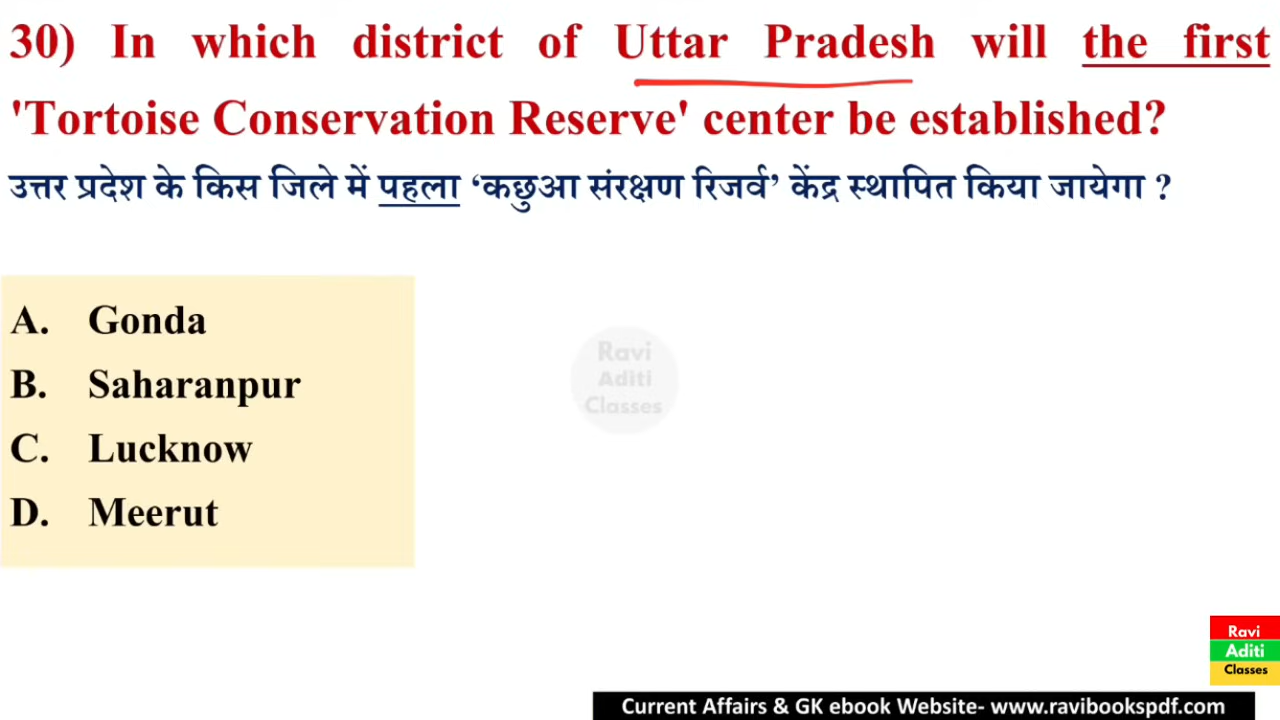 30) In which district of Uttar Pradesh will the first
'Tortoise Conservation Reserve' center be established?
उत्तर प्रदेश के किस जिले में पहला ‘कछुआ संरक्षण रिजर्व’ केंद्र स्थापित किया जायेगा ?
A. Gonda
B. Saharanpur
C. Lucknow
D. Meerut
Ravi
Aditi
Classes
Ravi
Aditi
Classes
Current Affairs & GK ebook Website- www.ravibookspdf.com